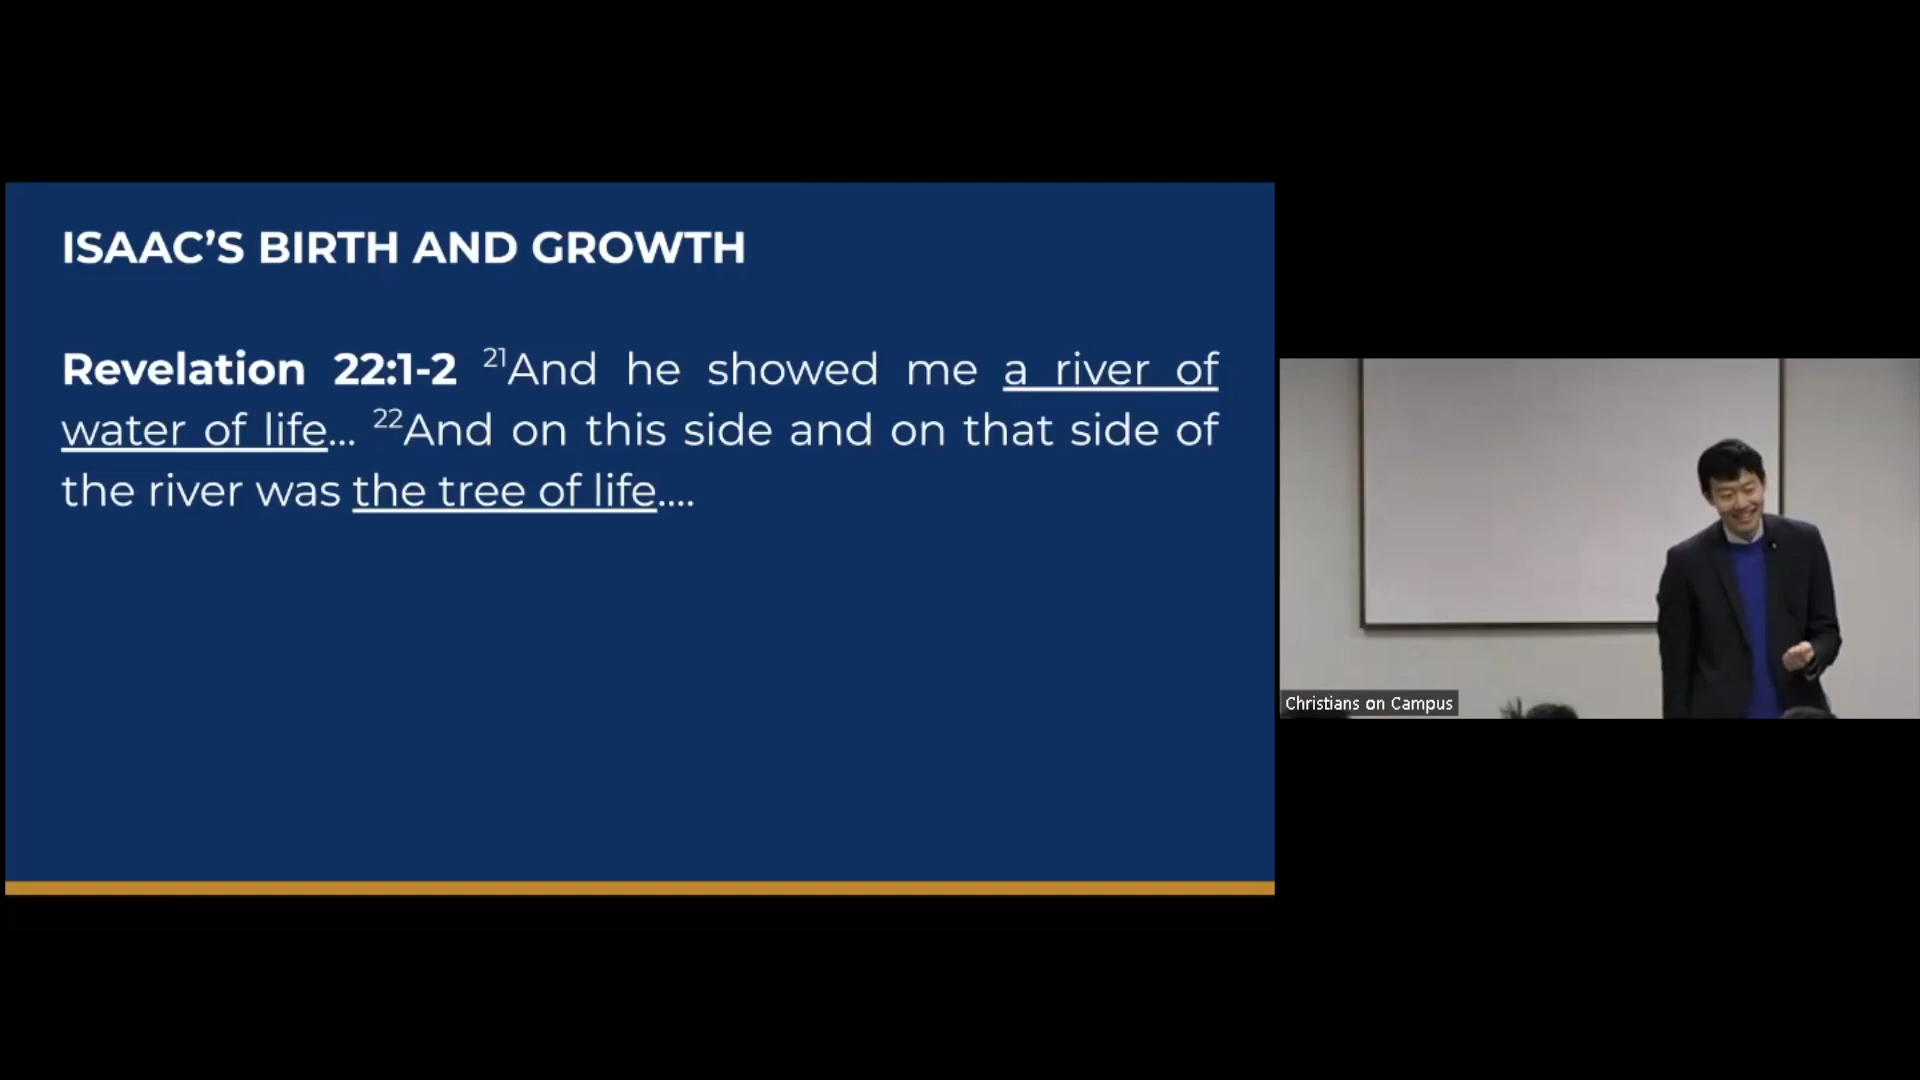 ISAAC’S BIRTH AND GROWTH
Revelation 22:1-2 ²¹And he showed me a river of
water of life... ²²And on this side and on that side of
the river was the tree of life....
Christians on Campus